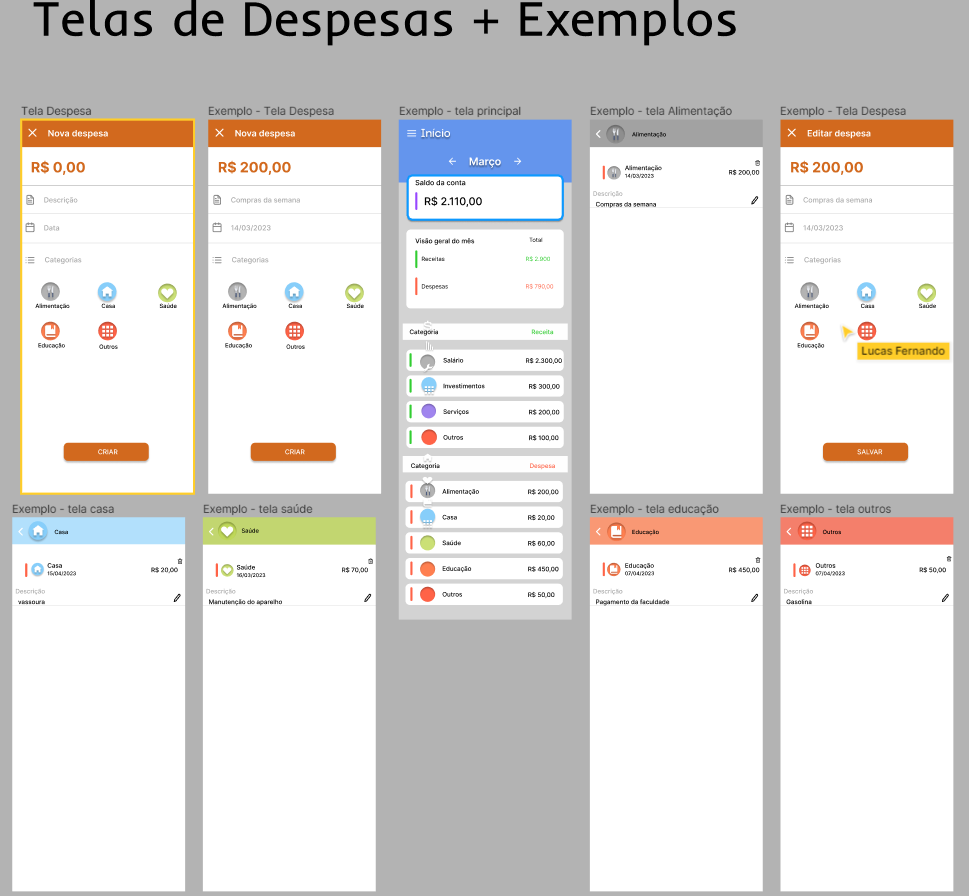 Telas de Despesas + Exemplos
Tela Despesa
Nova despesa
R$ 0,00
Descrição
Data
Categorias
Alimentação
Casa
Saúde
Educação
Outros
CRIAR
Exemplo - Tela Despesa
Nova despesa
R$ 200,00
Compras da semana
14/03/2023
Categorias
Alimentação
Casa
Saúde
Educação
Outros
CRIAR
Exemplo - tela principal
Início
Março
Saldo da conta
R$ 2.110,00
Visão geral do mês Total
Receitas R$ 2.900
Despesas R$ 790,00
Categoria Receita
Salário R$ 2.300,00
Investimentos R$ 300,00
Serviços R$ 200,00
Outros R$ 100,00
Categoria Despesa
Alimentação R$ 200,00
Casa R$ 20,00
Saúde R$ 60,00
Educação R$ 450,00
Outros R$ 50,00
Exemplo - tela Alimentação
Alimentação
Alimentação
14/03/2023
R$ 200,00
Descrição
Compras da semana
Exemplo - Tela Despesa
Editar despesa
R$ 200,00
Compras da semana
14/03/2023
Categorias
Alimentação
Casa
Saúde
Educação
Lucas Fernando
SALVAR
Exemplo - tela casa
Casa
Casa
15/04/2023
R$ 20,00
Descrição
vassoura
Exemplo - tela saúde
Saúde
Saúde
16/03/2023
R$ 70,00
Descrição
Manutenção do aparelho
Exemplo - tela educação
Educação
Educação
07/04/2023
R$ 450,00
Descrição
Pagamento da faculdade
Exemplo - tela outros
Outros
Outros
07/04/2023
R$ 50,00
Descrição
Gasolina